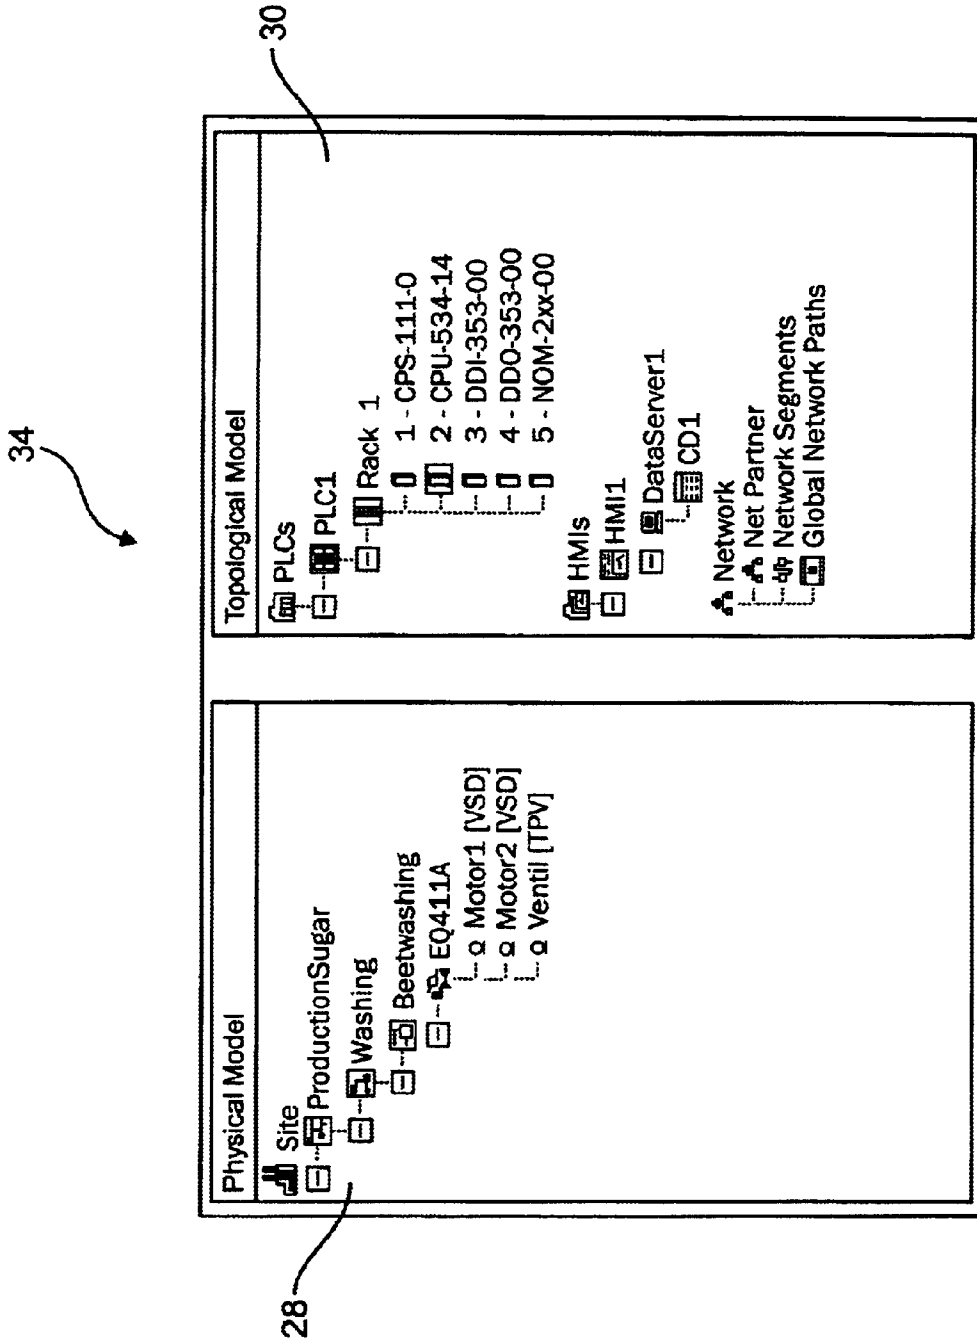 34
Physical Model
Site
ProductionSugar
Washing
Beetwashing
EQ411A
Motor1 [VSD]
Motor2 [VSD]
Ventil [TPV]
28
Topological Model
PLCs
PLC1
Rack 1
1 - CPS-111-0
2 - CPU-534-14
3 - DDI-353-00
4 - DDO-353-00
5 - NOM-2xx-00
HMIs
HMI1
DataServer1
CD1
Network
Net Partner
Network Segments
Global Network Paths
30